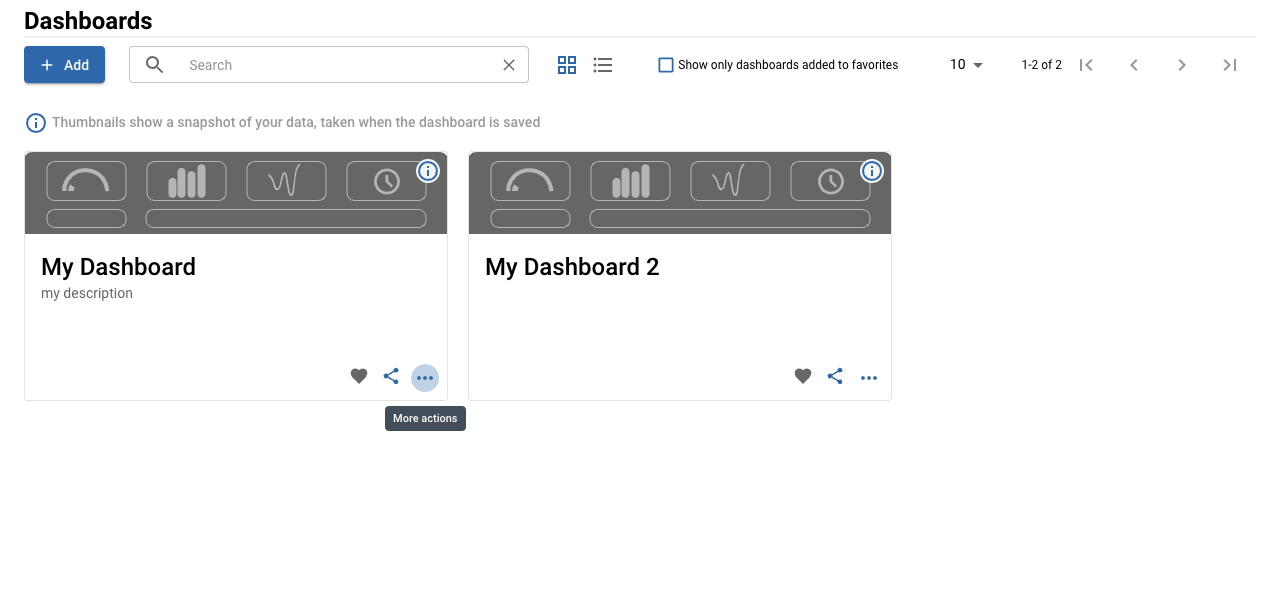 Dashboards
Add
Search
Show only dashboards added to favorites
10
1-2 of 2
Thumbnails show a snapshot of your data, taken when the dashboard is saved
My Dashboard
my description
My Dashboard 2
More actions